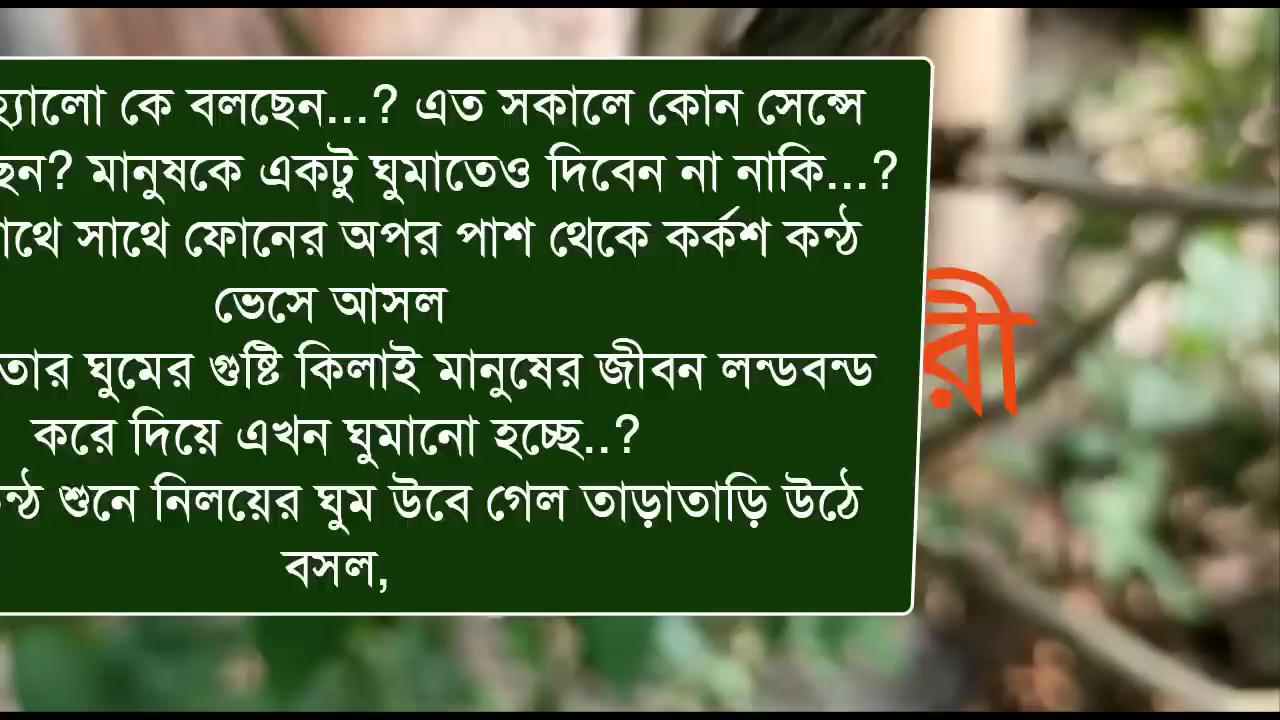 হ্যালো কে বলছেন...? এত সকালে কোন সেন্সে
মানুষকে একটু ঘুমাতেও দিবেন না নাকি...?
সাথে ফোনের অপর পাশ থেকে কর্কশ কন্ঠ
ভেসে আসল
তোর ঘুমের গুষ্টি কিলাই মানুষের জীবন লন্ডবন্ড
করে দিয়ে এখন ঘুমানো হচ্ছে..?
শুনে নিলয়ের ঘুম উবে গেল তাড়াতাড়ি উঠে
বসল,
রী